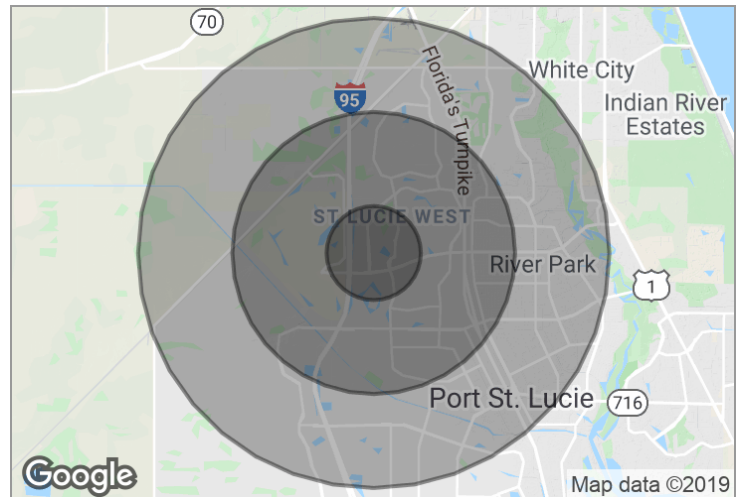 70
White City
Florida's Turnpike
95
Indian River
Estates
ST LUCIE WEST
River Park
1
Port St. Lucie
716
Google
Map data ©2019